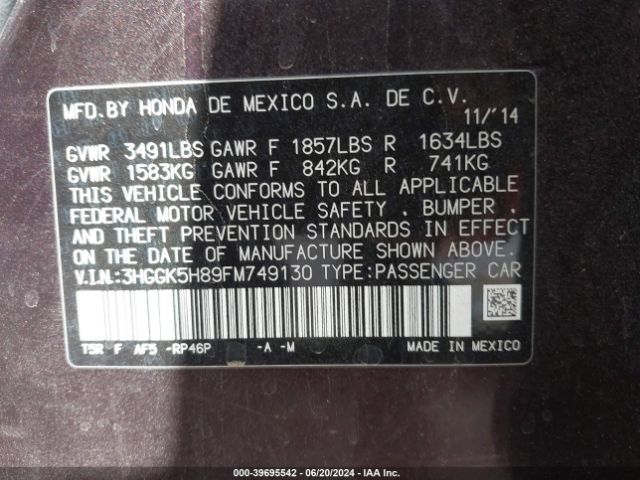 MFD.BY HONDA DE MEXICO S.A. DE C.V.
11/'14
GVWR 3491LBS GAWR F 1857LBS R 1634LBS
GVWR 1583KG GAWR F 842KG R 741KG
THIS VEHICLE CONFORMS TO ALL APPLICABLE
FEDERAL MOTOR VEHICLE SAFETY , BUMPER ,
AND THEFT PREVENTION STANDARDS IN EFFECT
ON THE DATE OF MANUFACTURE SHOWN ABOVE.
V.I.N.:3HGGK5H89FM749130 TYPE:PASSENGER CAR
T5R F AF5 -RP46P -A -M MADE IN MEXICO
000-39695542 - 06/20/2024 - IAA Inc.